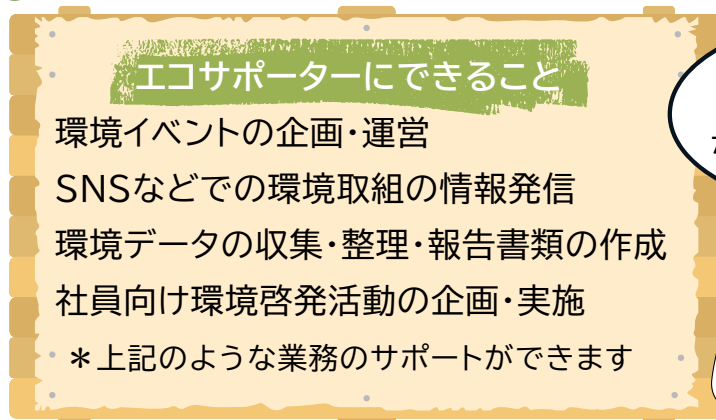 エコサポーターにできること
環境イベントの企画・運営
SNSなどでの環境取組の情報発信
環境データの収集・整理・報告書類の作成
社員向け環境啓発活動の企画・実施
＊上記のような業務のサポートができます